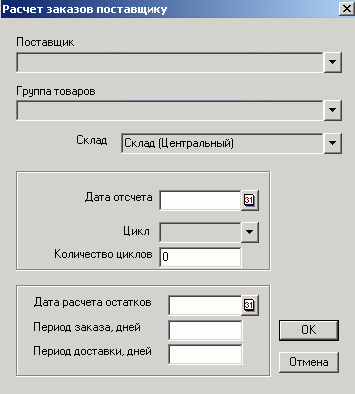 Расчет заказов поставщику
Поставщик
Группа товаров
Склад Склад (Центральный)
Дата отсчета 31
Цикл
Количество циклов 0
Дата расчета остатков 31
Период заказа, дней OK
Период доставки, дней Отмена